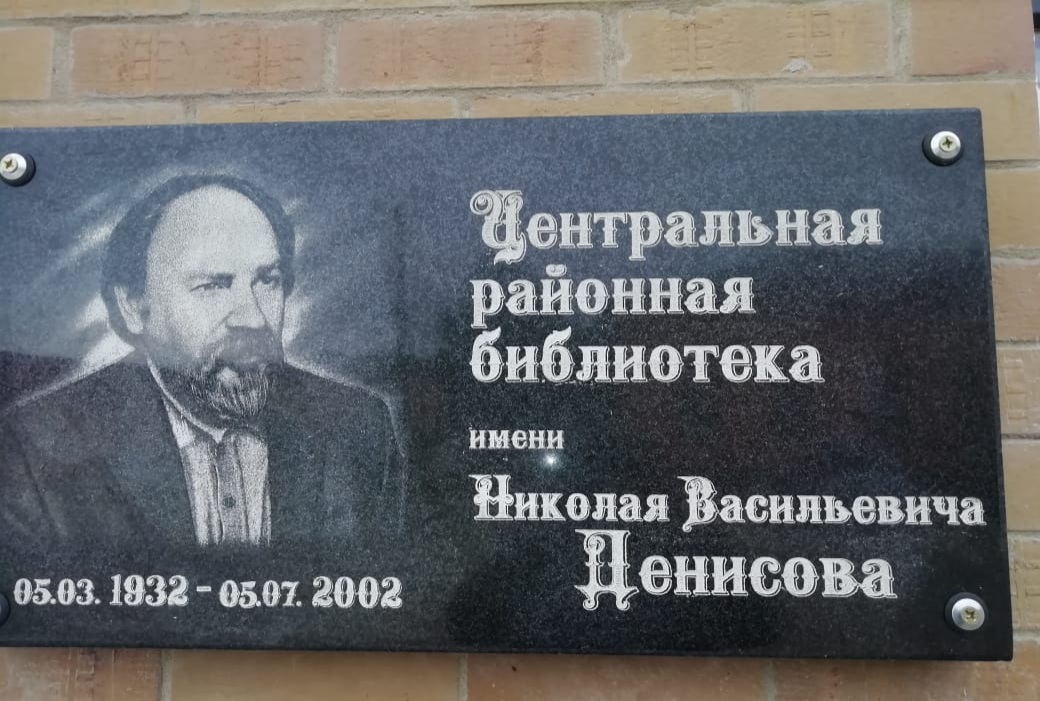 Центральная
районная
библиотека
имени
Николая Васильевича
Денисова
05.03. 1932 - 05.07. 2002